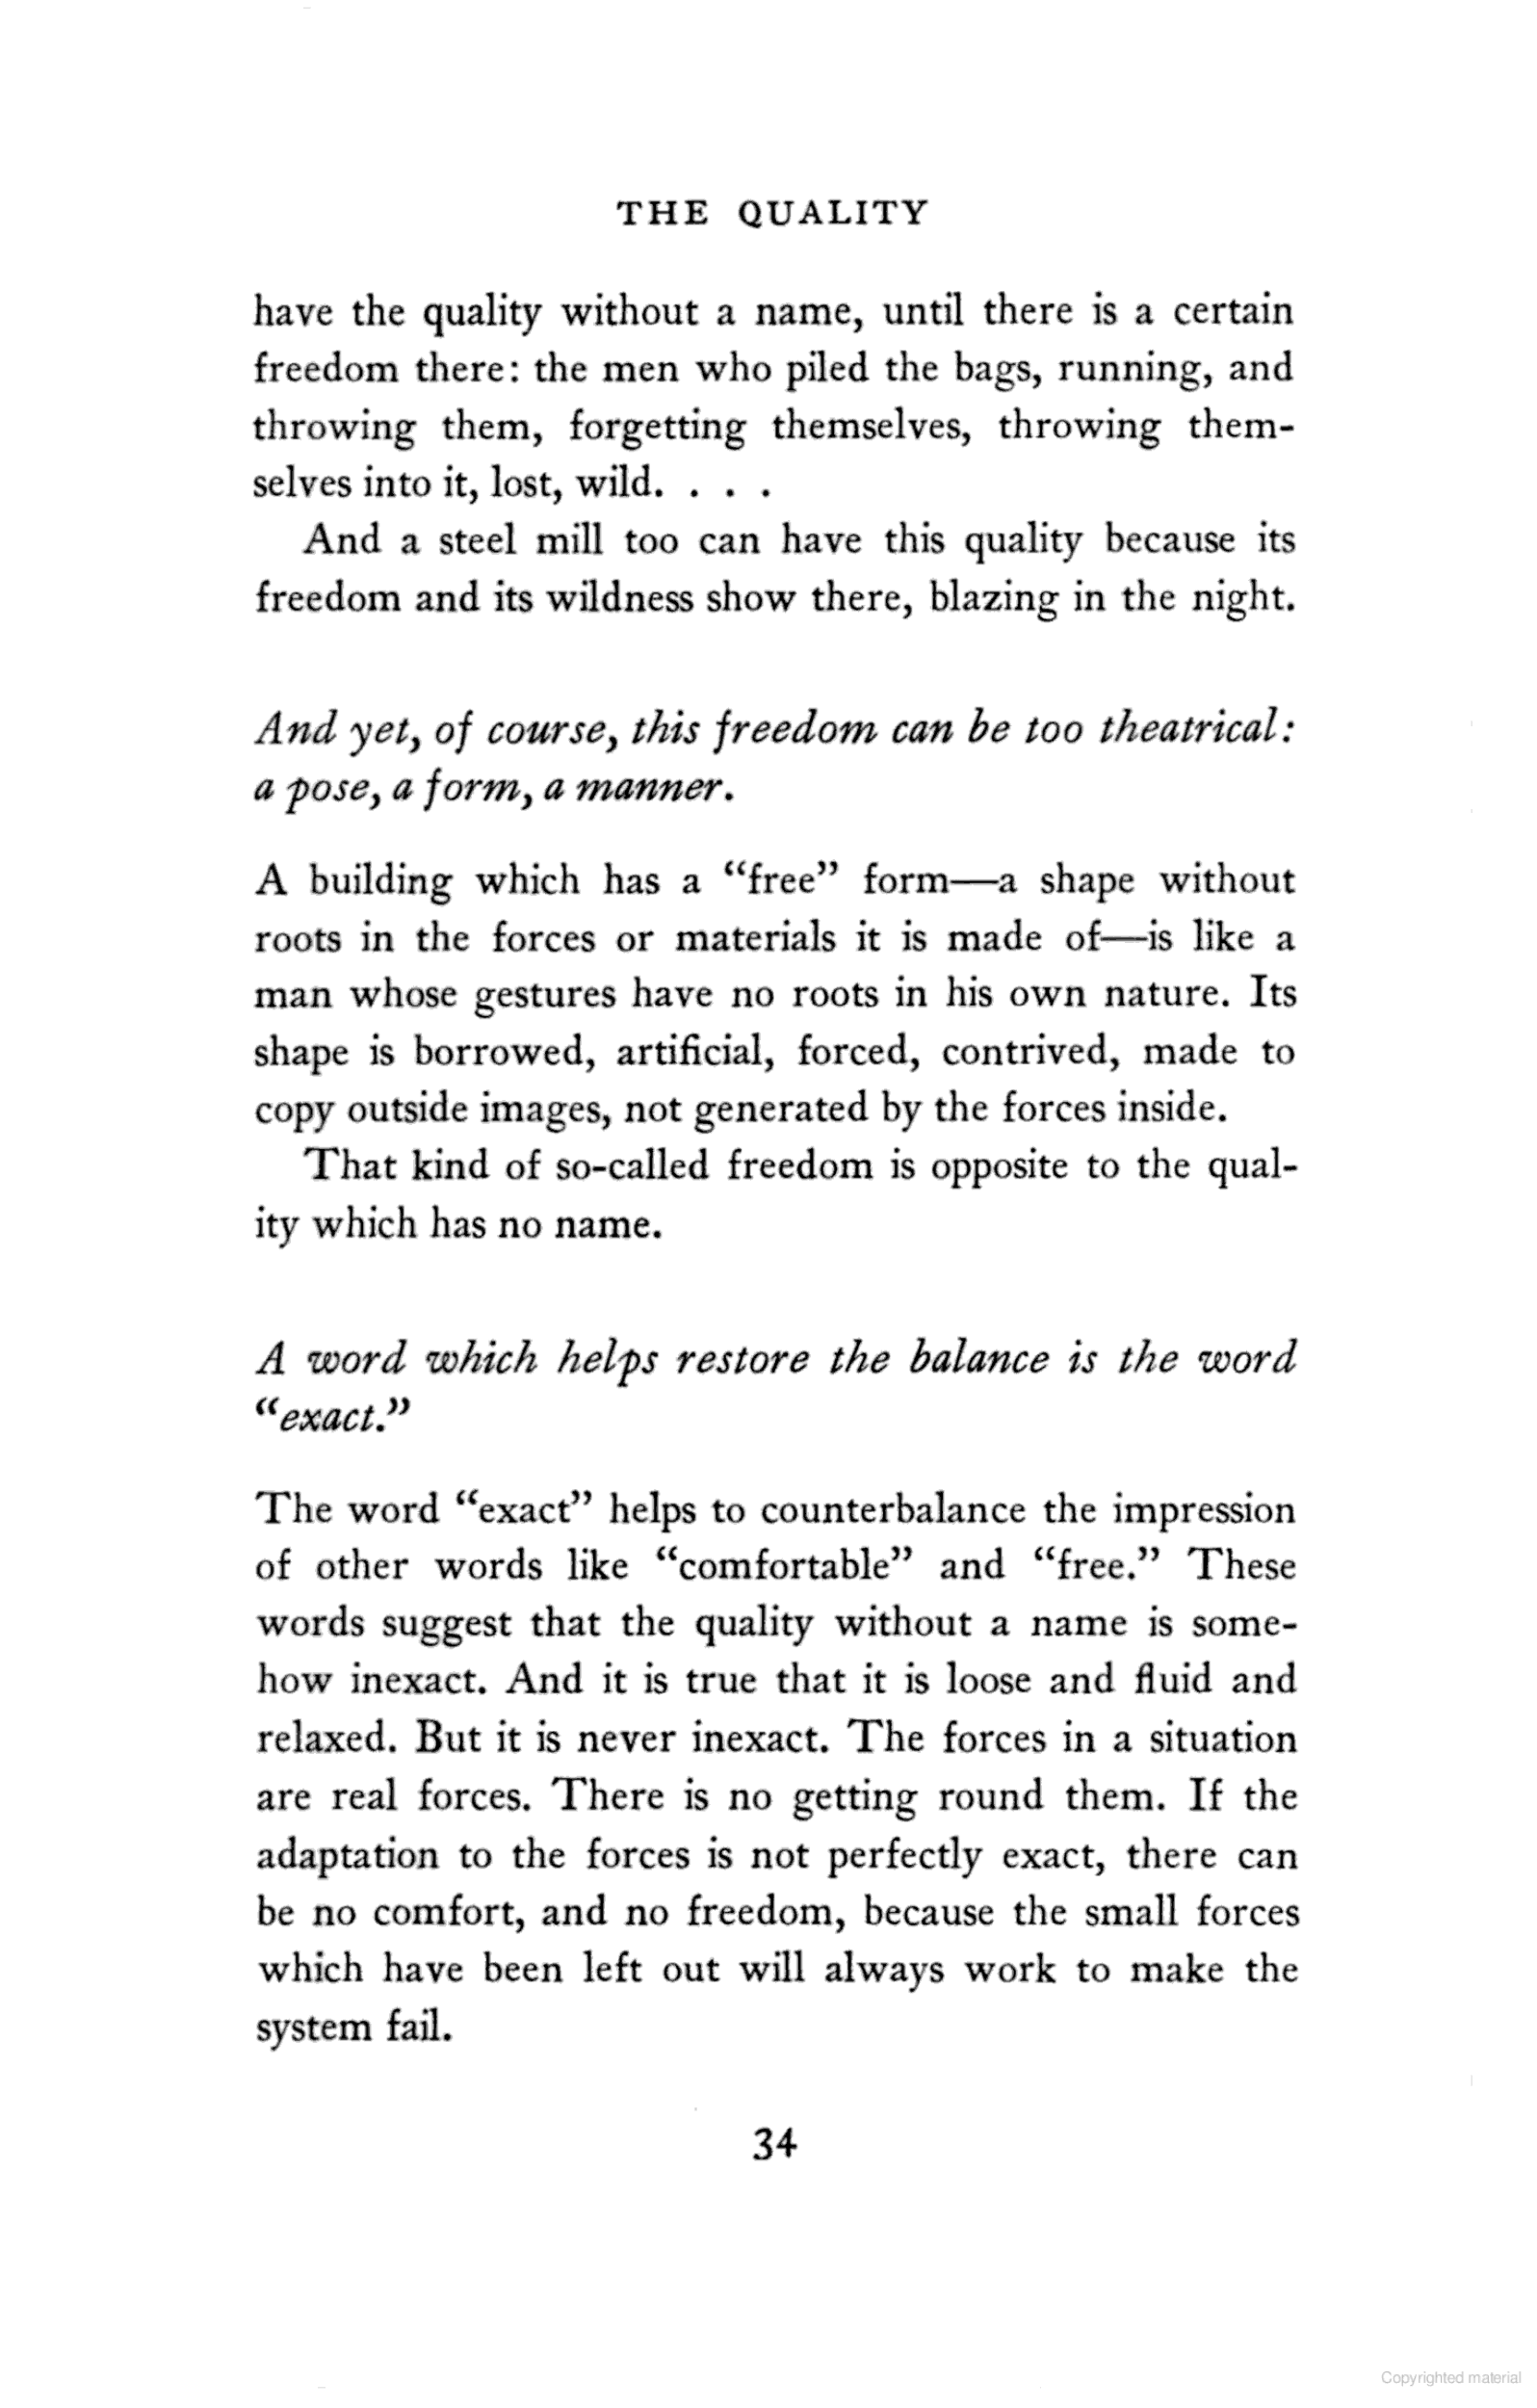 THE QUALITY
have the quality without a name, until there is a certain
freedom there: the men who piled the bags, running, and
throwing them, forgetting themselves, throwing them-
selves into it, lost, wild. . . .
And a steel mill too can have this quality because its
freedom and its wildness show there, blazing in the night.
And yet, of course, this freedom can be too theatrical:
a pose, a form, a manner.
A building which has a “free” form—a shape without
roots in the forces or materials it is made of—is like a
man whose gestures have no roots in his own nature. Its
shape is borrowed, artificial, forced, contrived, made to
copy outside images, not generated by the forces inside.
That kind of so-called freedom is opposite to the qual-
ity which has no name.
A word which helps restore the balance is the word
“exact.”
The word “exact” helps to counterbalance the impression
of other words like “comfortable” and “free.” These
words suggest that the quality without a name is some-
how inexact. And it is true that it is loose and fluid and
relaxed. But it is never inexact. The forces in a situation
are real forces. There is no getting round them. If the
adaptation to the forces is not perfectly exact, there can
be no comfort, and no freedom, because the small forces
which have been left out will always work to make the
system fail.
34
Copyrighted material